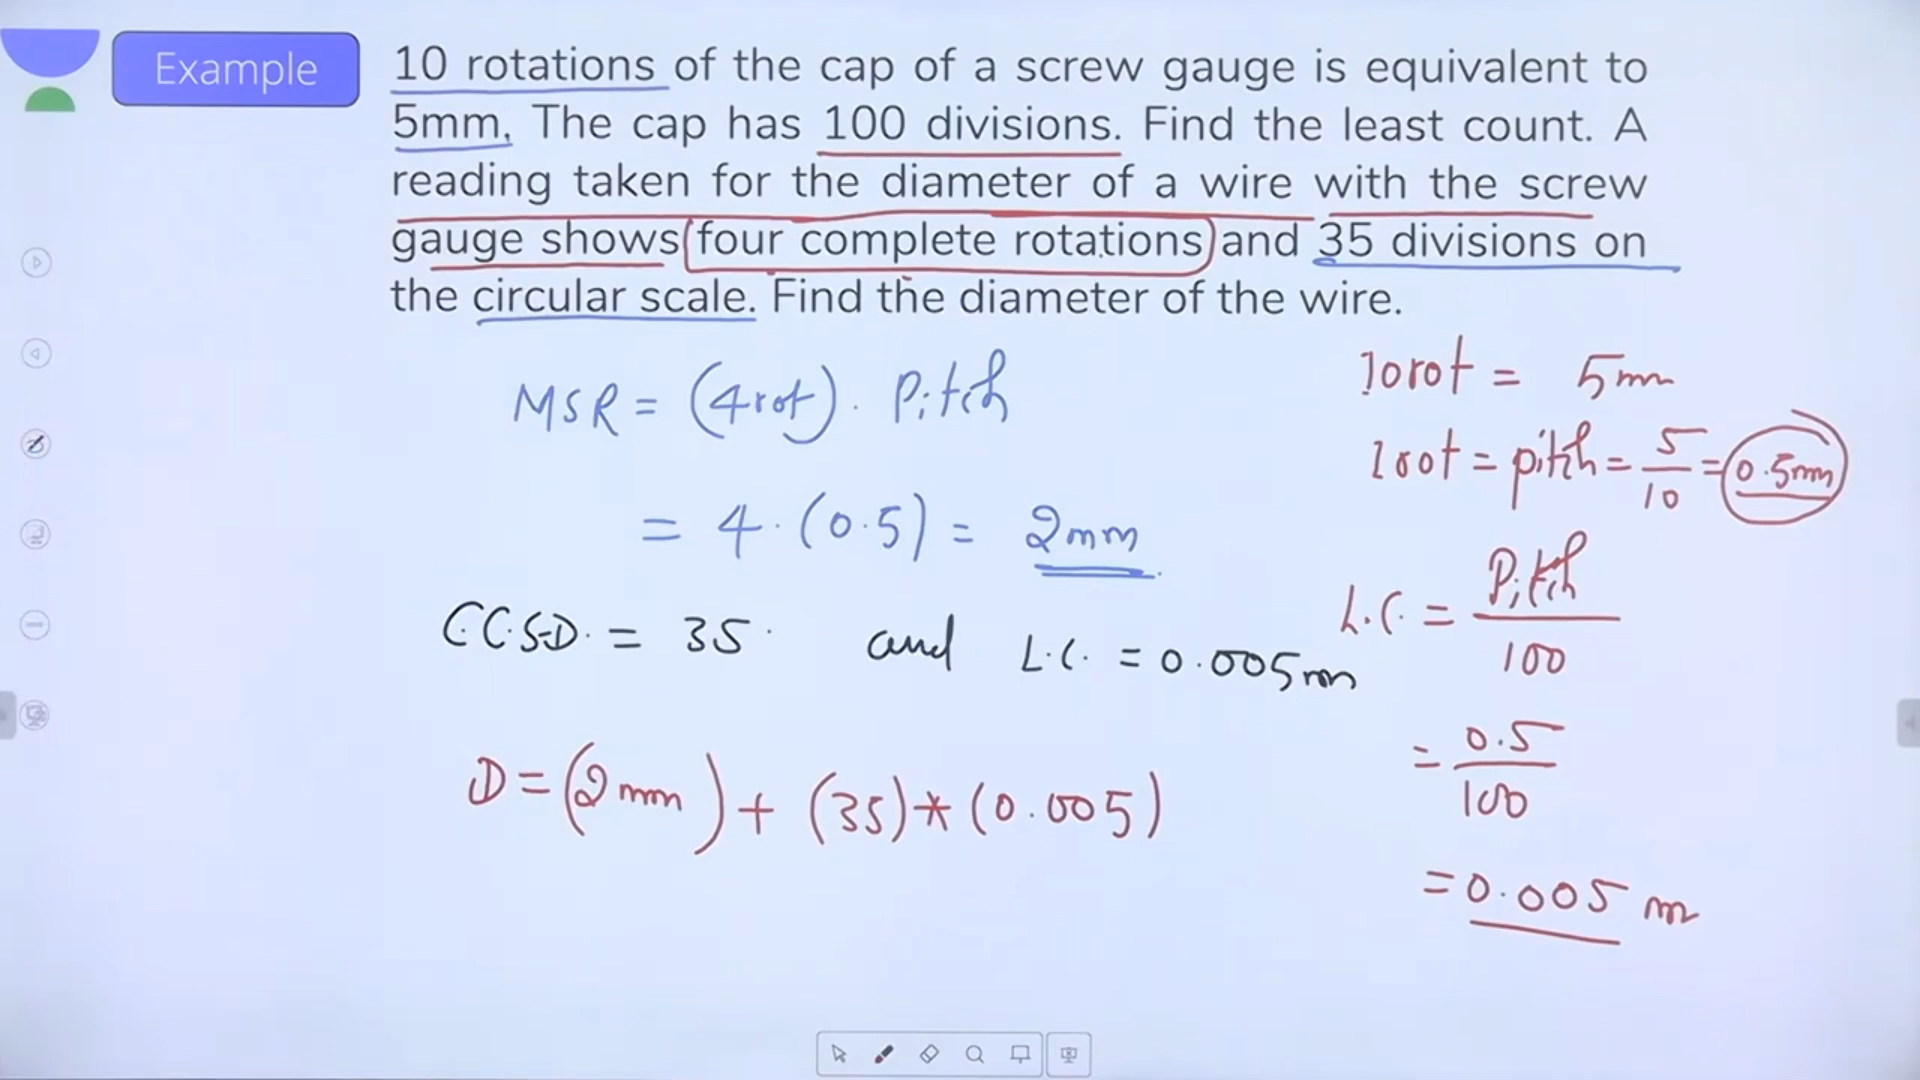 Example
10 rotations of the cap of a screw gauge is equivalent to
5mm, The cap has 100 divisions. Find the least count. A
reading taken for the diameter of a wire with the screw
gauge shows four complete rotations and 35 divisions on
the circular scale. Find the diameter of the wire.
MSR = (4rot) . Pitch
= 4.(0.5) = 2mm
C.C.S.D. = 35. and L.C. = 0.005mm
D = (2mm) + (35)*(0.005)
10rot = 5mm
1rot = pitch = 5/10 = 0.5mm
L.C. = Pitch/100
= 0.5/100
= 0.005 m